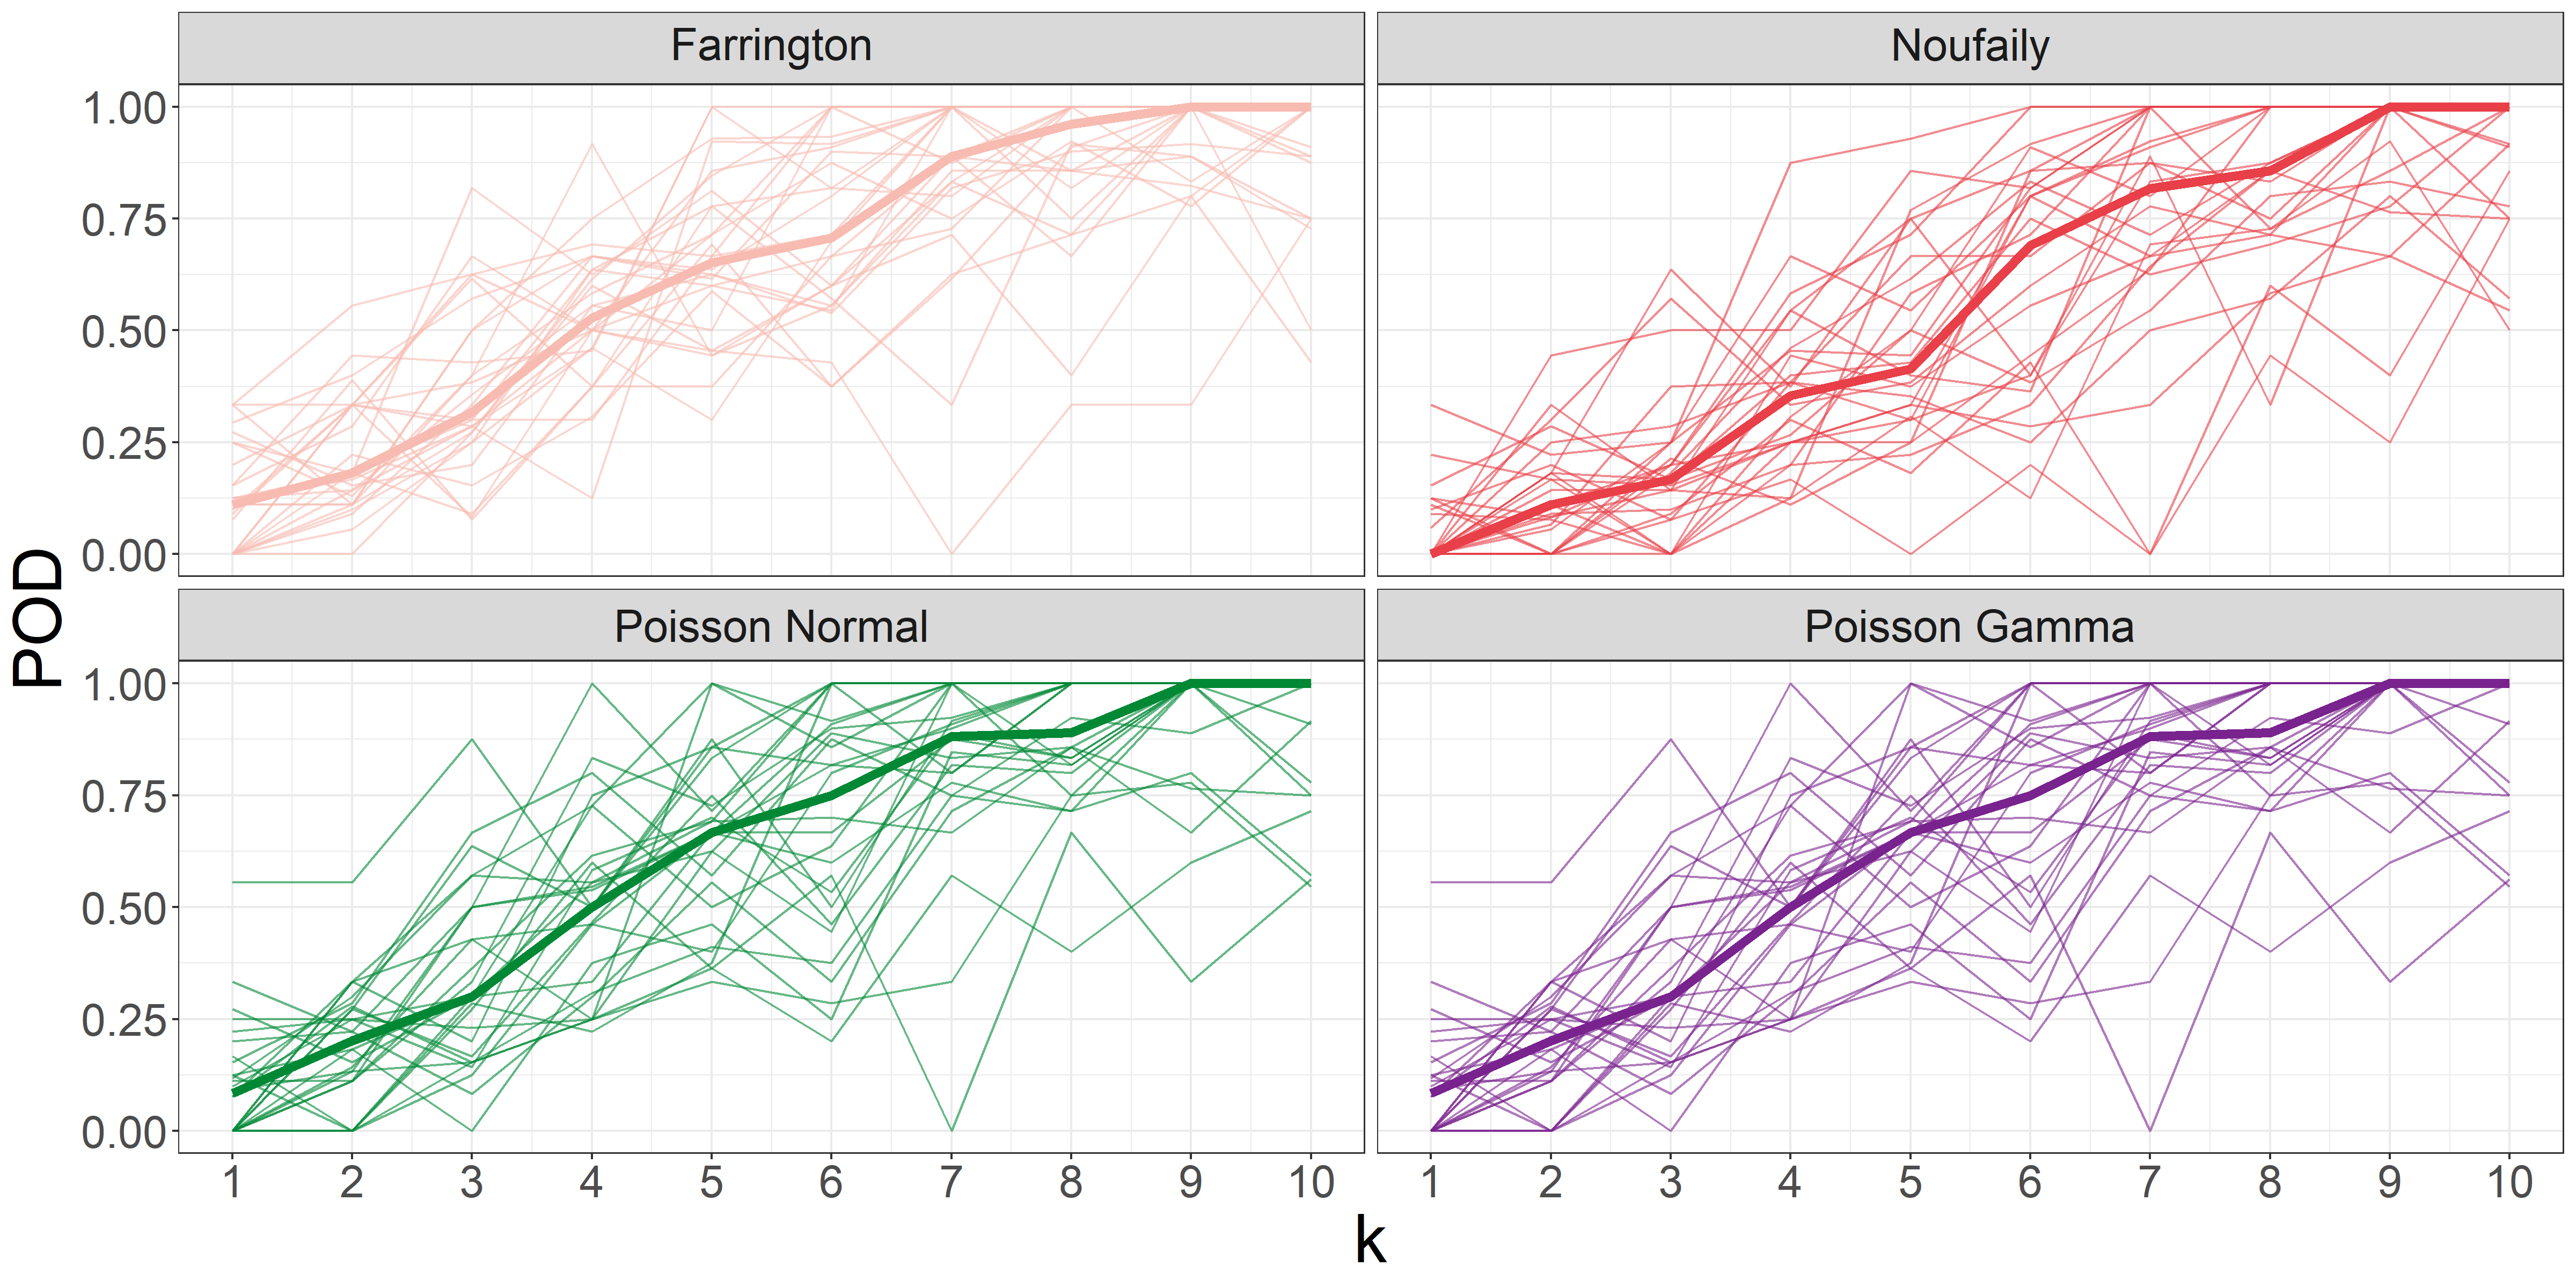 Farrington
Noufaily
1.00
0.75
0.50
0.25
0.00
POD
Poisson Normal
Poisson Gamma
1.00
0.75
0.50
0.25
0.00
1 2 3 4 5 6 7 8 9 10
1 2 3 4 5 6 7 8 9 10
k